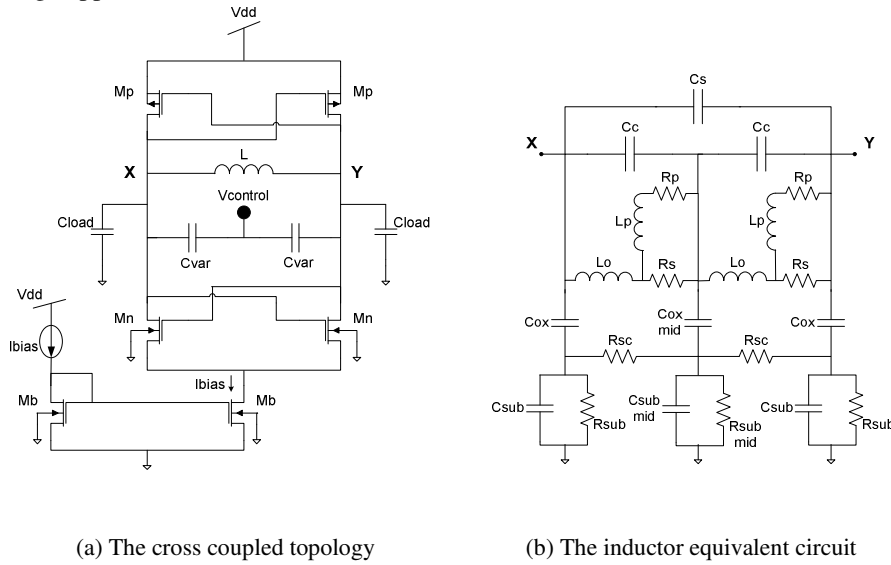 Vdd
Mp
Mp
L
X
Y
Vcontrol
Cload
Cload
Cvar
Cvar
Vdd
Mn
Mn
Ibias
Ibias
Mb
Mb
Cs
X
Cc
Cc
Y
Rp
Rp
Lp
Lp
Lo
Rs
Lo
Rs
Cox
Cox
mid
Cox
Rsc
Rsc
Csub
Rsub
Csub
mid
Rsub
mid
Csub
Rsub
(a) The cross coupled topology
(b) The inductor equivalent circuit